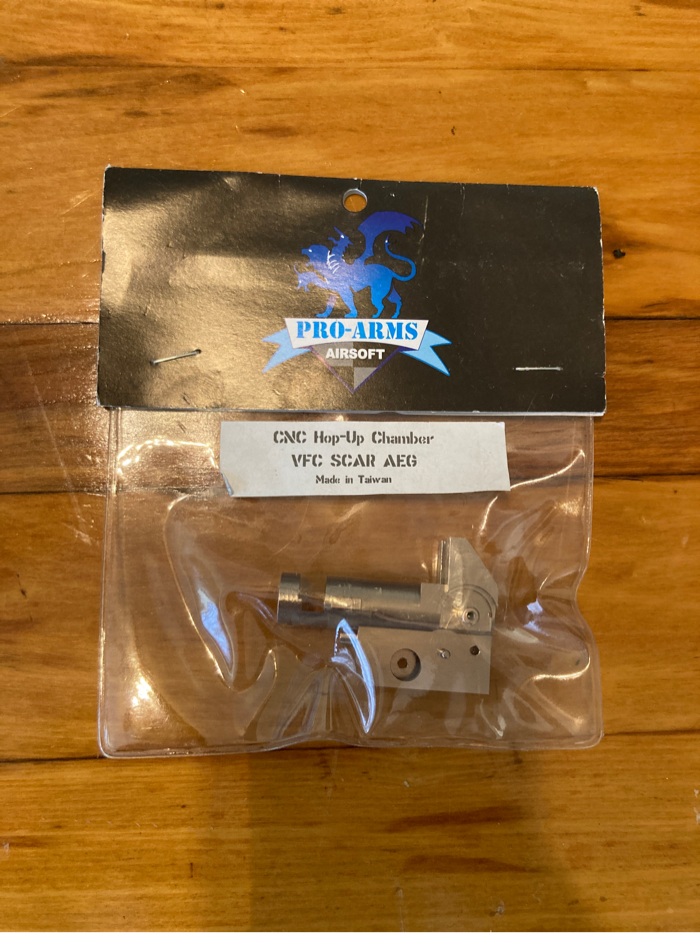 PRO-ARMS
AIRSOFT
CNC Hop-Up Chamber
VFC SCAR AEG
Made in Taiwan